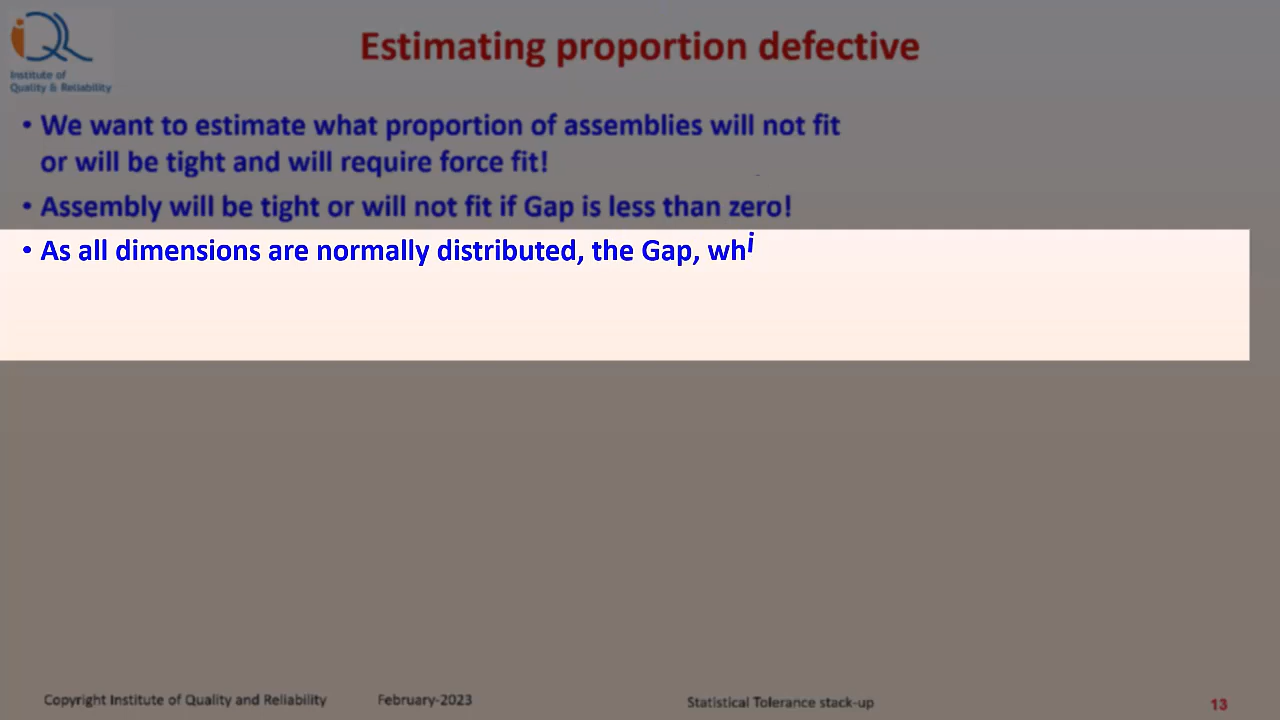 Institute of
Quality & Reliability
Estimating proportion defective
• We want to estimate what proportion of assemblies will not fit
or will be tight and will require force fit!
• Assembly will be tight or will not fit if Gap is less than zero!
• As all dimensions are normally distributed, the Gap, whi
Copyright Institute of Quality and Reliability February-2023 Statistical Tolerance stack-up 13